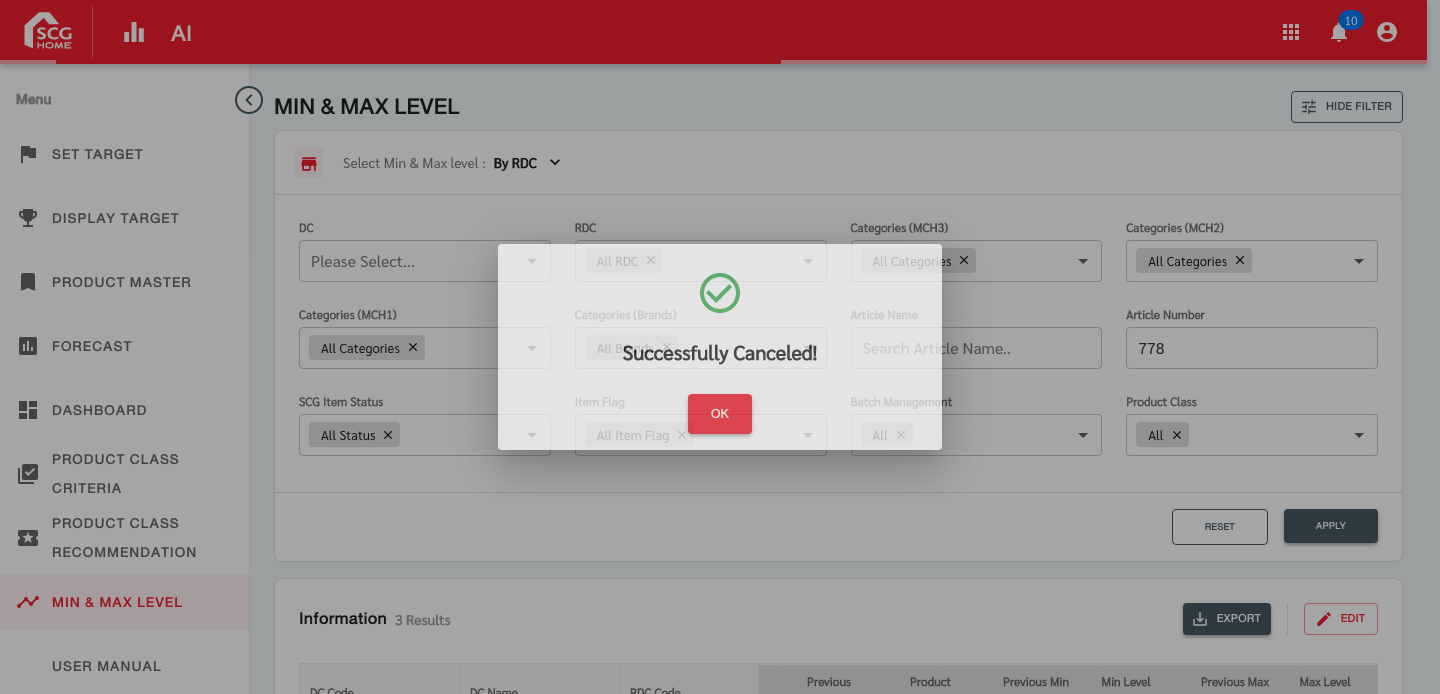 SCG
HOME
AI
10
Menu
SET TARGET
DISPLAY TARGET
PRODUCT MASTER
FORECAST
DASHBOARD
PRODUCT CLASS
CRITERIA
PRODUCT CLASS
RECOMMENDATION
MIN & MAX LEVEL
USER MANUAL
MIN & MAX LEVEL
HIDE FILTER
Select Min & Max level : By RDC
DC
RDC
Categories (MCH3)
Categories (MCH2)
Please Select...
All RDC
All Categories
All Categories
Categories (MCH1)
Categories (Brands)
Article Name
Article Number
All Categories
All Brands
Search Article Name..
778
Successfully Canceled!
OK
SCG Item Status
Item Flag
Batch Management
Product Class
All Status
All Item Flag
All
All
RESET
APPLY
Information 3 Results
EXPORT
EDIT
DC Code
DC Name
RDC Code
Previous
Product
Previous Min
Min Level
Previous Max
Max Level